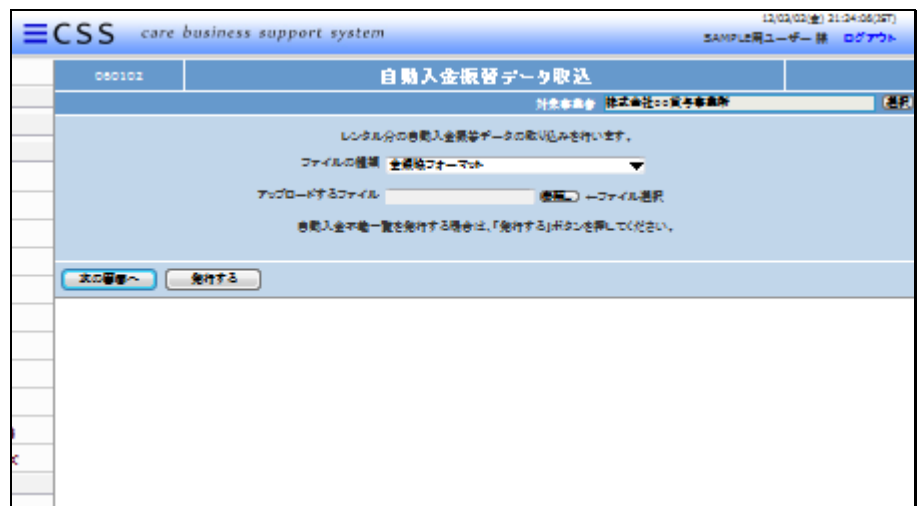 12/03/02(金) 21:24:06(JST)
CSS care business support system
SAMPLE用ユーザー 様 ログアウト
060102
自動入金振替データ取込
対象事業者 株式会社○○貸与事業所 選択
レンタル分の自動入金振替データの取り込みを行います。
ファイルの種類 全銀協フォーマット
アップロードするファイル 参照... ←ファイル選択
自動入金不能一覧を発行する場合は、「発行する」ボタンを押してください。
次の画面へ 発行する